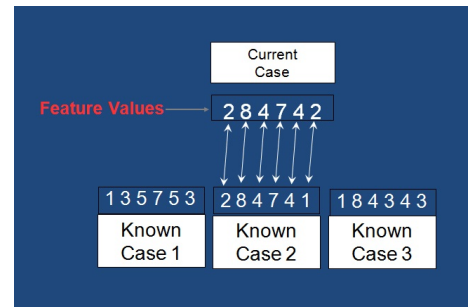 Current
Case
Feature Values
2 8 4 7 4 2
1 3 5 7 5 3
2 8 4 7 4 1
1 8 4 3 4 3
Known
Case 1
Known
Case 2
Known
Case 3